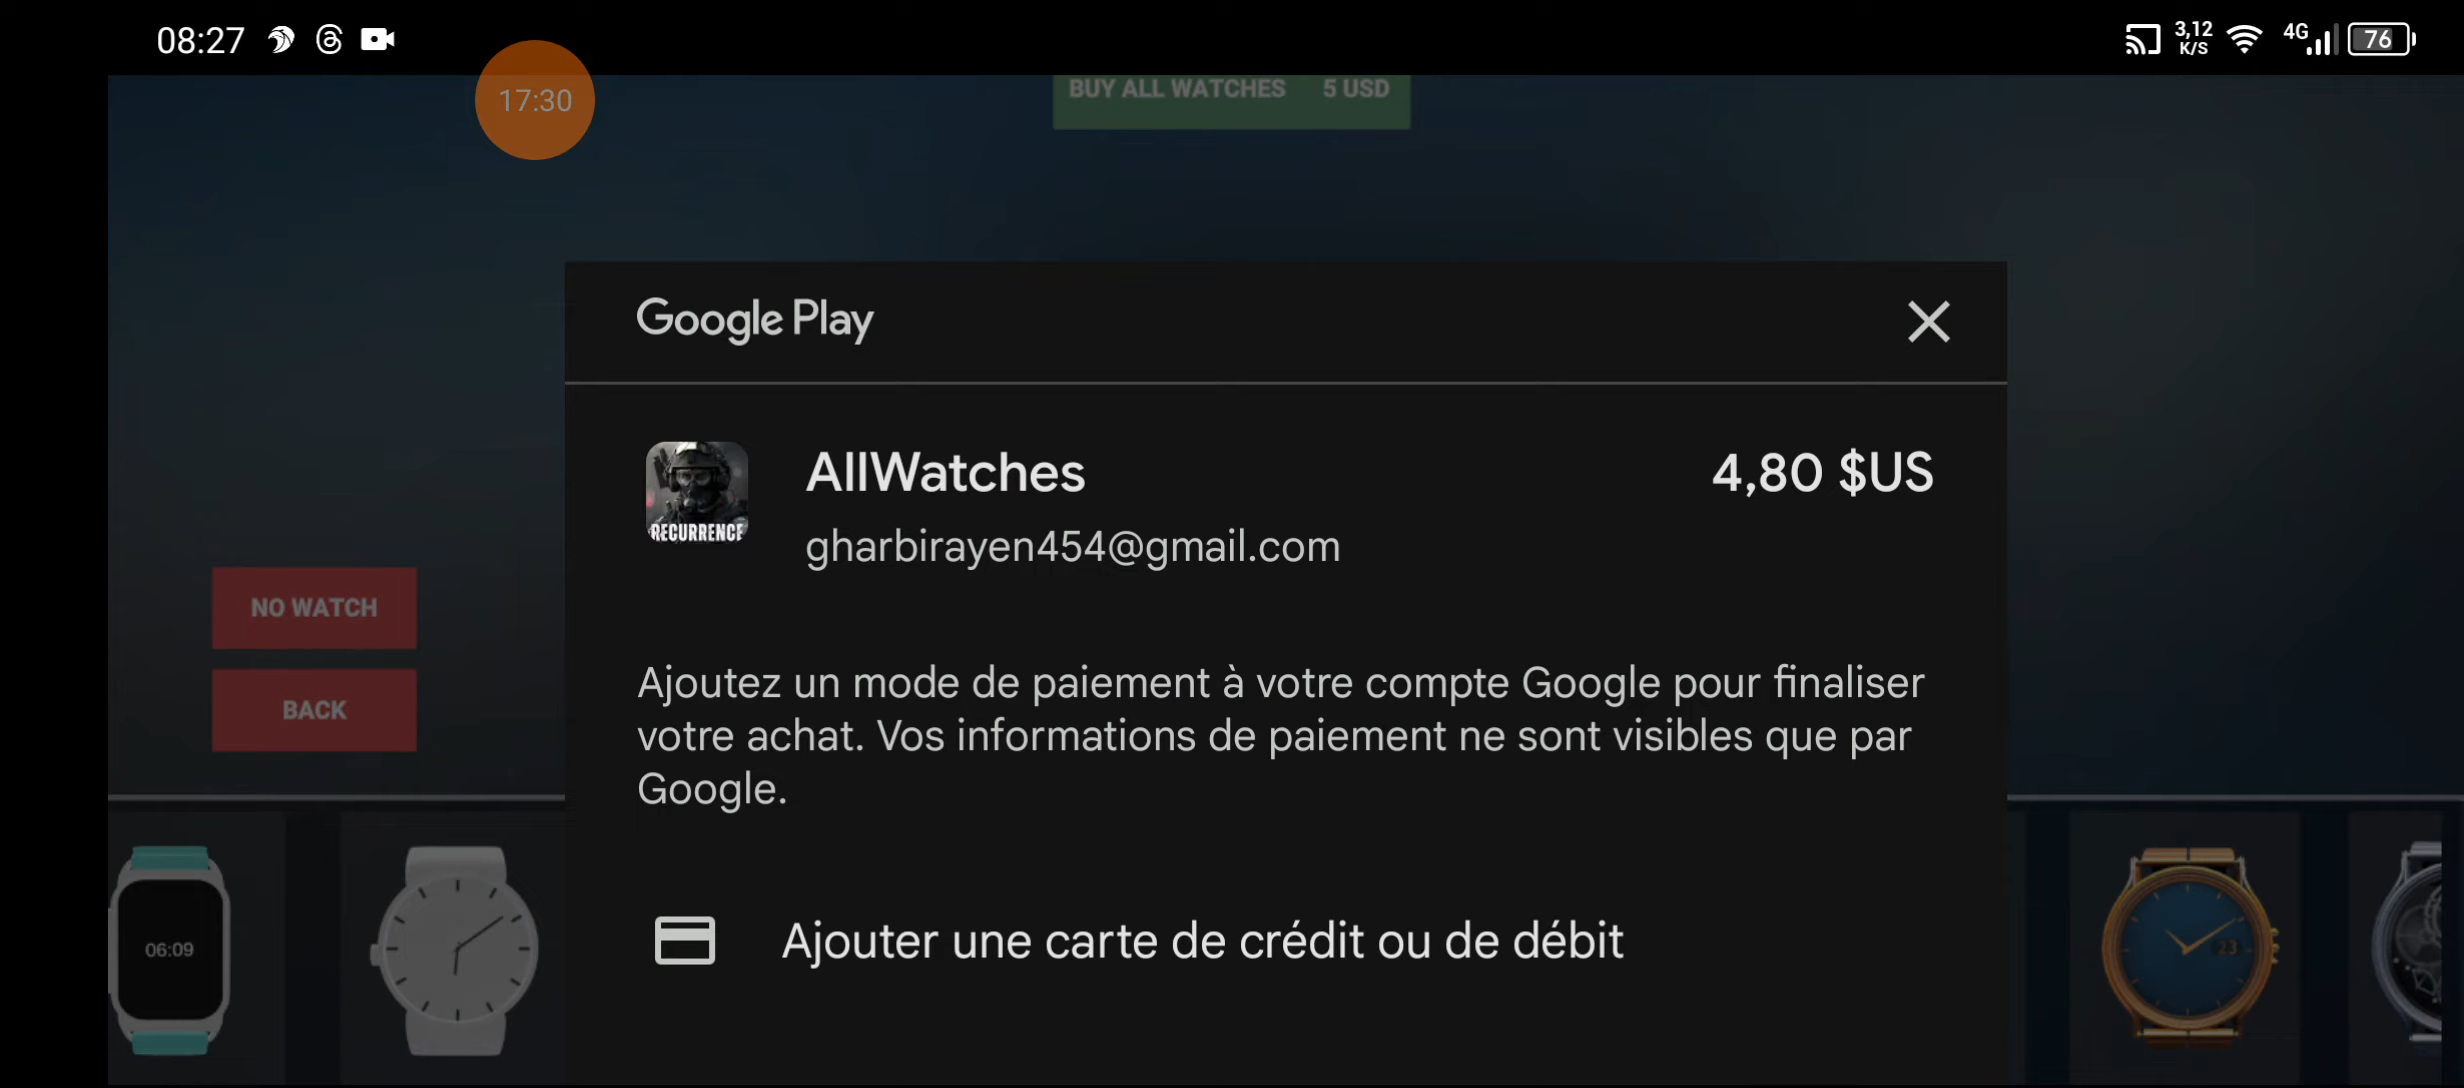 08:27
3,12
K/S
4G
76
17:30
BUY ALL WATCHES 5 USD
Google Play
AllWatches 4,80 $US
RECURRENCE
gharbirayen454@gmail.com
NO WATCH
BACK
Ajoutez un mode de paiement à votre compte Google pour finaliser
votre achat. Vos informations de paiement ne sont visibles que par
Google.
Ajouter une carte de crédit ou de débit
06:09
23